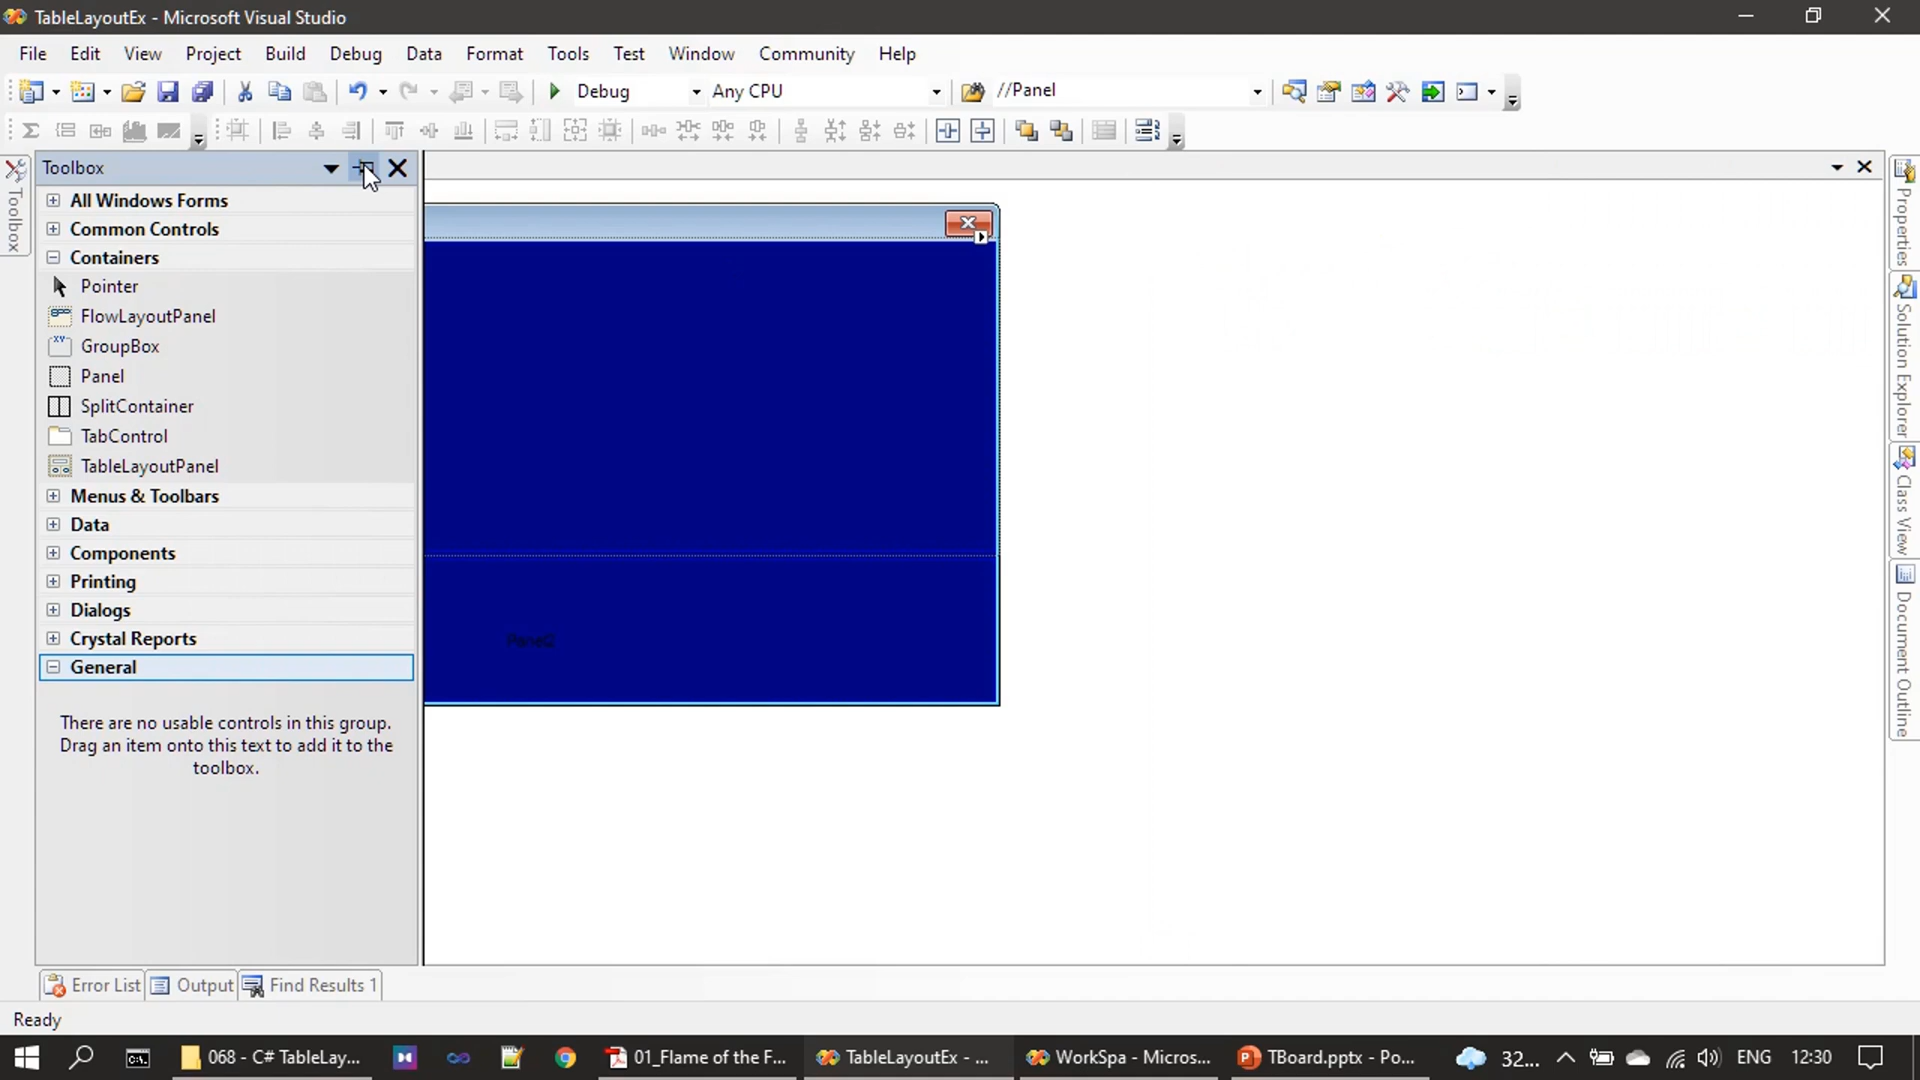 TableLayoutEx - Microsoft Visual Studio
File Edit View Project Build Debug Data Format Tools Test Window Community Help
Debug Any CPU //Panel
Toolbox
Toolbox
All Windows Forms
Common Controls
Containers
Pointer
FlowLayoutPanel
GroupBox
Panel
SplitContainer
TabControl
TableLayoutPanel
Menus & Toolbars
Data
Components
Printing
Dialogs
Crystal Reports
General
There are no usable controls in this group.
Drag an item onto this text to add it to the
toolbox.
Panel2
Properties
Solution Explorer
Class View
Document Outline
Error List Output Find Results 1
Ready
068 - C# TableLay... 01_Flame of the F... TableLayoutEx - ... WorkSpa - Micros... TBoard.pptx - Po... 32... ENG 12:30